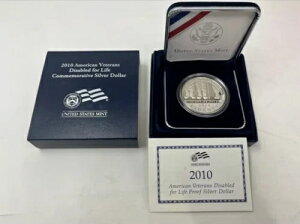 2010 American Veterans
Disabled for Life
Commemorative Silver Dollar
UNITED STATES MINT
United States Mint
2010
American Veterans Disabled
for Life Proof Silver Dollar